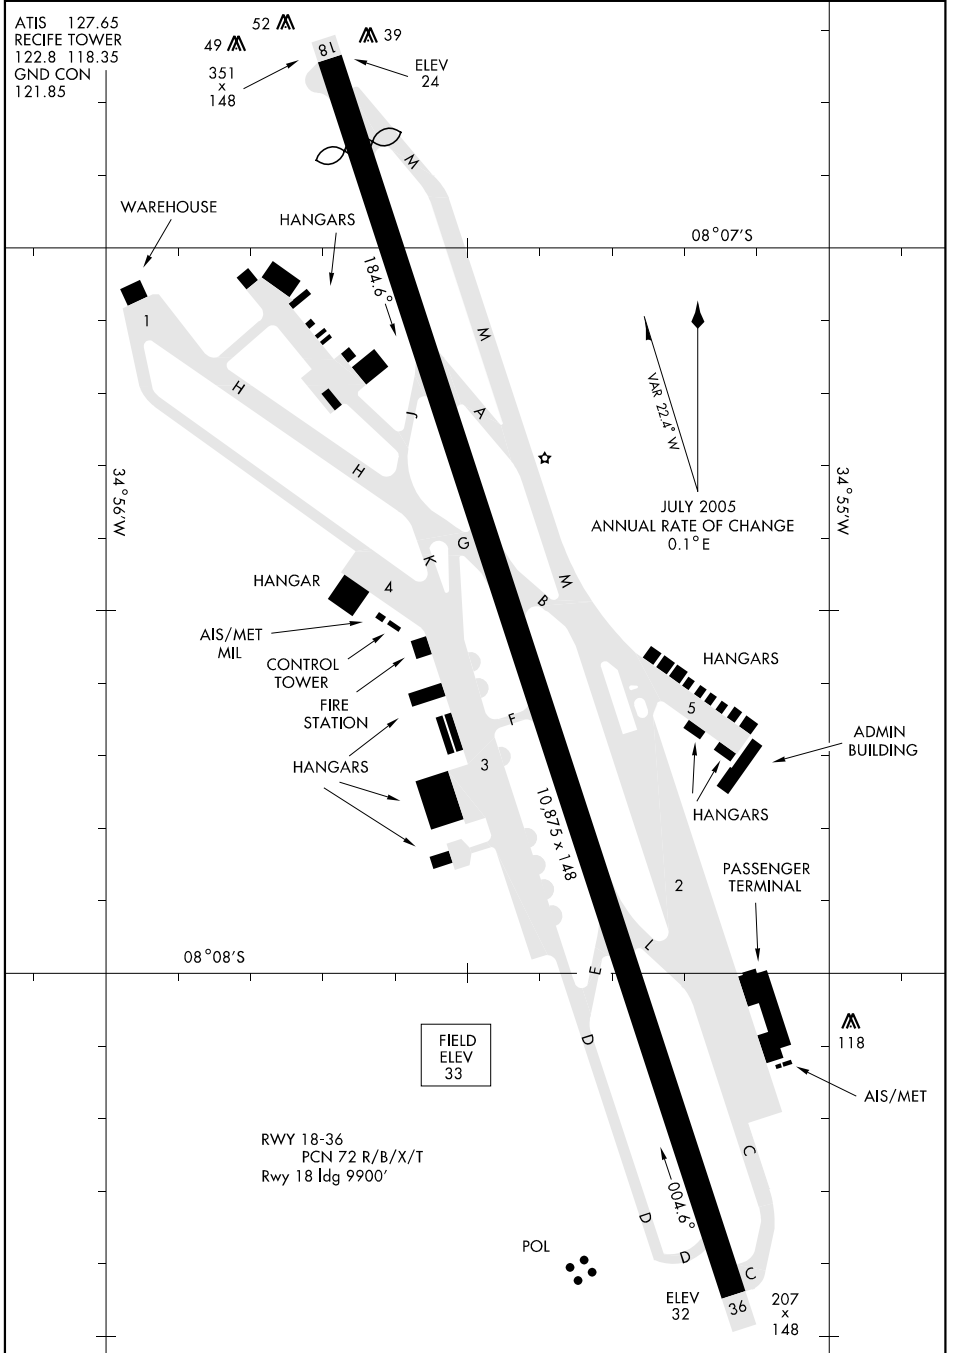 ATIS 127.65
RECIFE TOWER
122.8 118.35
GND CON
121.85
52
49
39
18
351
x
148
ELEV
24
M
WAREHOUSE
HANGARS
08°07'S
184.6°
1
M
VAR 22.4° W
H
J
A
H
34°56'W
34°55'W
JULY 2005
ANNUAL RATE OF CHANGE
0.1°E
G
K
HANGAR
4
M
B
AIS/MET
MIL
CONTROL
TOWER
FIRE
STATION
HANGARS
HANGARS
5
F
ADMIN
BUILDING
3
10,875 x 148
HANGARS
2
PASSENGER
TERMINAL
L
08°08'S
E
D
FIELD
ELEV
33
118
AIS/MET
RWY 18-36
PCN 72 R/B/X/T
Rwy 18 ldg 9900'
C
004.6°
D
D
POL
C
ELEV
32
36
207
x
148